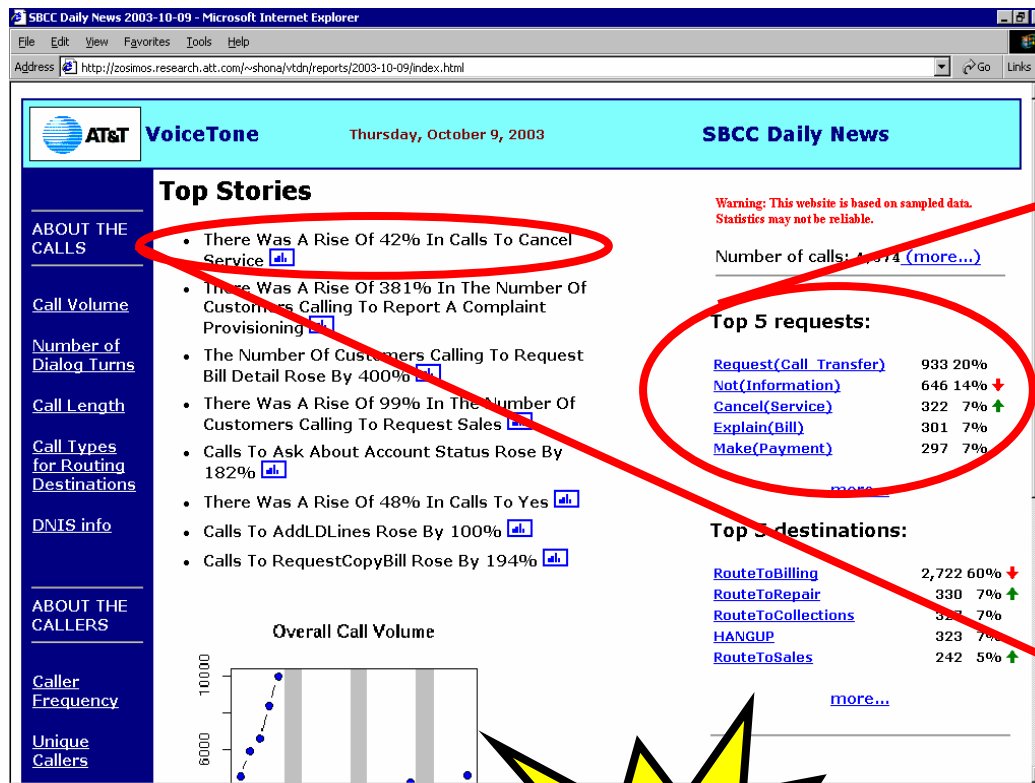 SBCC Daily News 2003-10-09 - Microsoft Internet Explorer
File Edit View Favorites Tools Help
Address http://zosimos.research.att.com/~shona/vtdn/reports/2003-10-09/index.html Go Links
AT&T VoiceTone Thursday, October 9, 2003 SBCC Daily News
ABOUT THE
CALLS
Call Volume
Number of
Dialog Turns
Call Length
Call Types
for Routing
Destinations
DNIS info
ABOUT THE
CALLERS
Caller
Frequency
Unique
Callers
Top Stories
• There Was A Rise Of 42% In Calls To Cancel
Service
• There Was A Rise Of 381% In The Number Of
Customers Calling To Report A Complaint
Provisioning
• The Number Of Customers Calling To Request
Bill Detail Rose By 400%
• There Was A Rise Of 99% In The Number Of
Customers Calling To Request Sales
• Calls To Ask About Account Status Rose By
182%
• There Was A Rise Of 48% In Calls To Yes
• Calls To AddLDLines Rose By 100%
• Calls To RequestCopyBill Rose By 194%
Overall Call Volume
10000
6000
Warning: This website is based on sampled data.
Statistics may not be reliable.
Number of calls: (more...)
Top 5 requests:
Request(Call_Transfer) 933 20%
Not(Information) 646 14%
Cancel(Service) 322 7%
Explain(Bill) 301 7%
Make(Payment) 297 7%
more...
Top 5 destinations:
RouteToBilling 2,722 60%
RouteToRepair 330 7%
RouteToCollections 7%
HANGUP 323 7%
RouteToSales 242 5%
more...